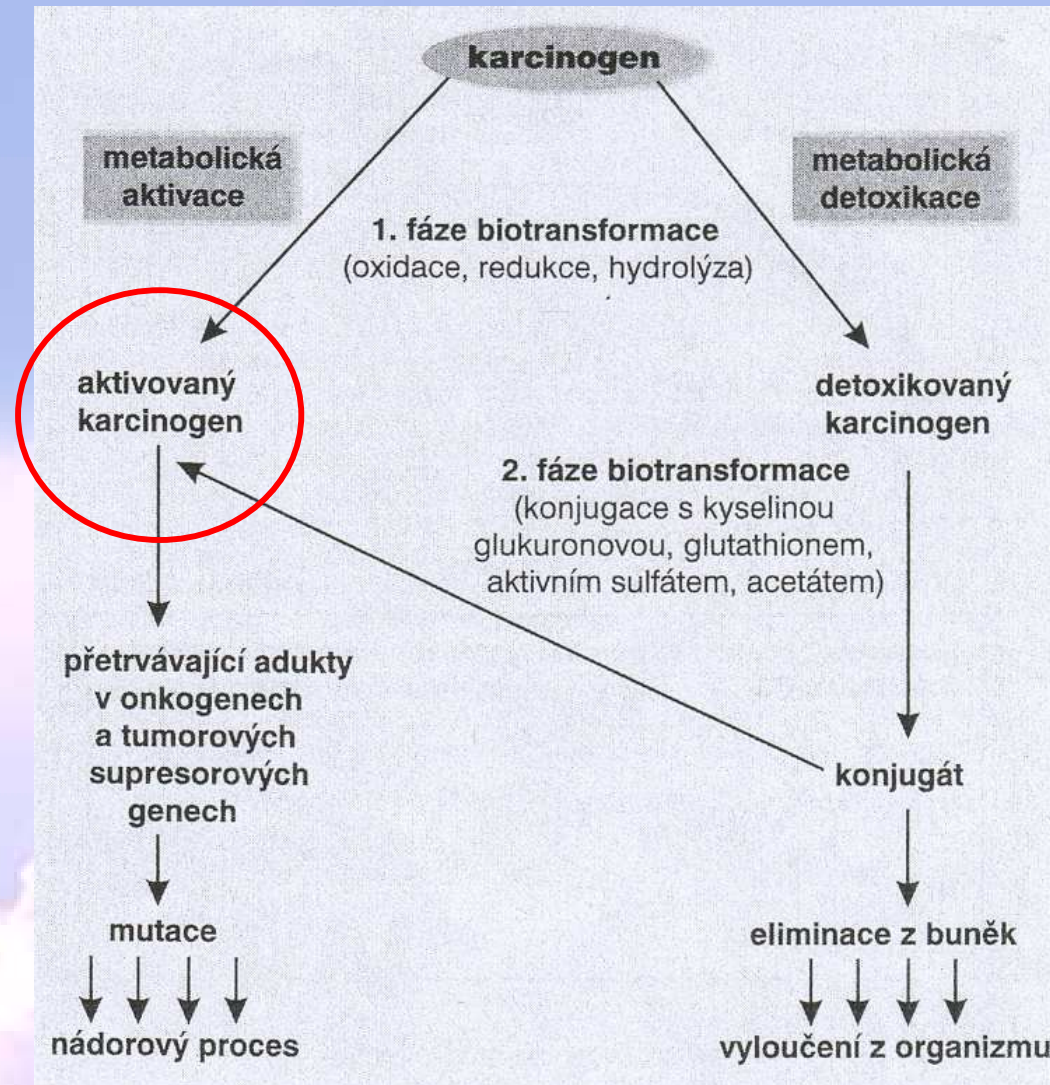 karcinogen
metabolická
aktivace
metabolická
detoxikace
1. fáze biotransformace
(oxidace, redukce, hydrolýza)
aktivovaný
karcinogen
detoxikovaný
karcinogen
2. fáze biotransformace
(konjugace s kyselinou
glukuronovou, glutathionem,
aktivním sulfátem, acetátem)
přetrvávající adukty
v onkogenech
a tumorových
supresorových
genech
konjugát
mutace
eliminace z buněk
nádorový proces
vyloučení z organizmu